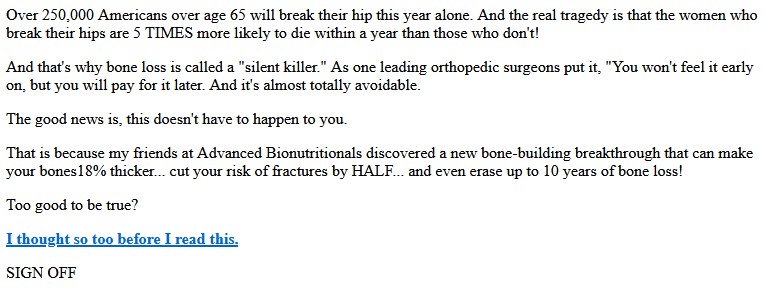 Over 250,000 Americans over age 65 will break their hip this year alone. And the real tragedy is that the women who
break their hips are 5 TIMES more likely to die within a year than those who don't!
And that's why bone loss is called a "silent killer." As one leading orthopedic surgeons put it, "You won't feel it early
on, but you will pay for it later. And it's almost totally avoidable.
The good news is, this doesn't have to happen to you.
That is because my friends at Advanced Bionutritionals discovered a new bone-building breakthrough that can make
your bones18% thicker... cut your risk of fractures by HALF... and even erase up to 10 years of bone loss!
Too good to be true?
I thought so too before I read this.
SIGN OFF